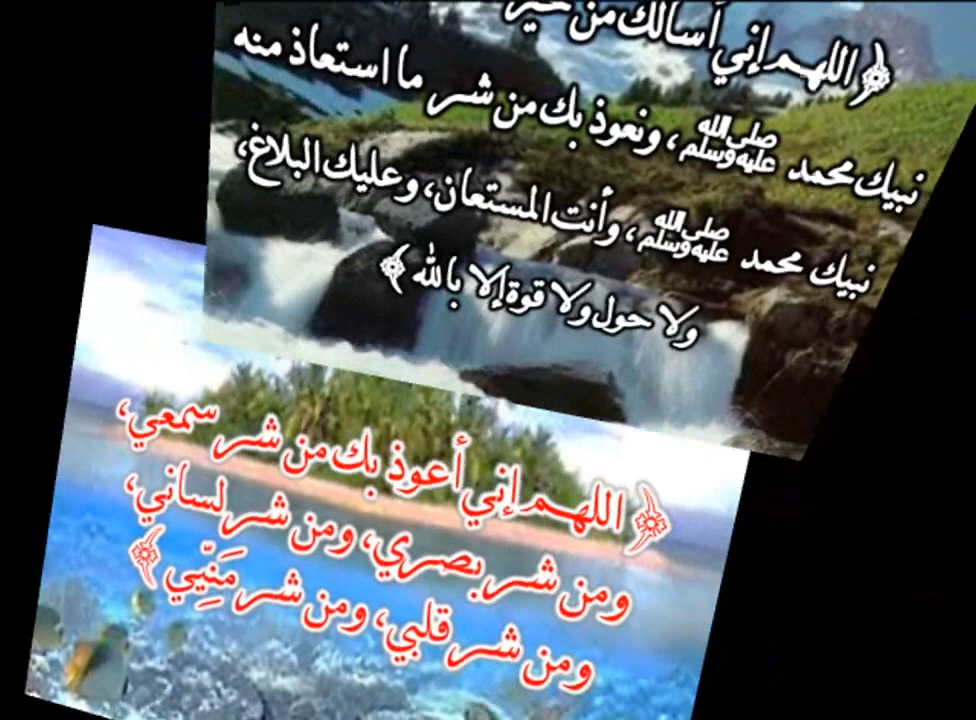 ﴿ اللهم إني أسألك من خير
نبيك محمد صلى الله عليه وسلم، ونعوذ بك من شر ما استعاذ منه
نبيك محمد صلى الله عليه وسلم، وأنت المستعان، وعليك البلاغ،
ولا حول ولا قوة إلا بالله ﴾
﴿ اللهم إني أعوذ بك من شر سمعي،
ومن شر بصري، ومن شر لساني،
ومن شر قلبي، ومن شر مَنِيّي ﴾